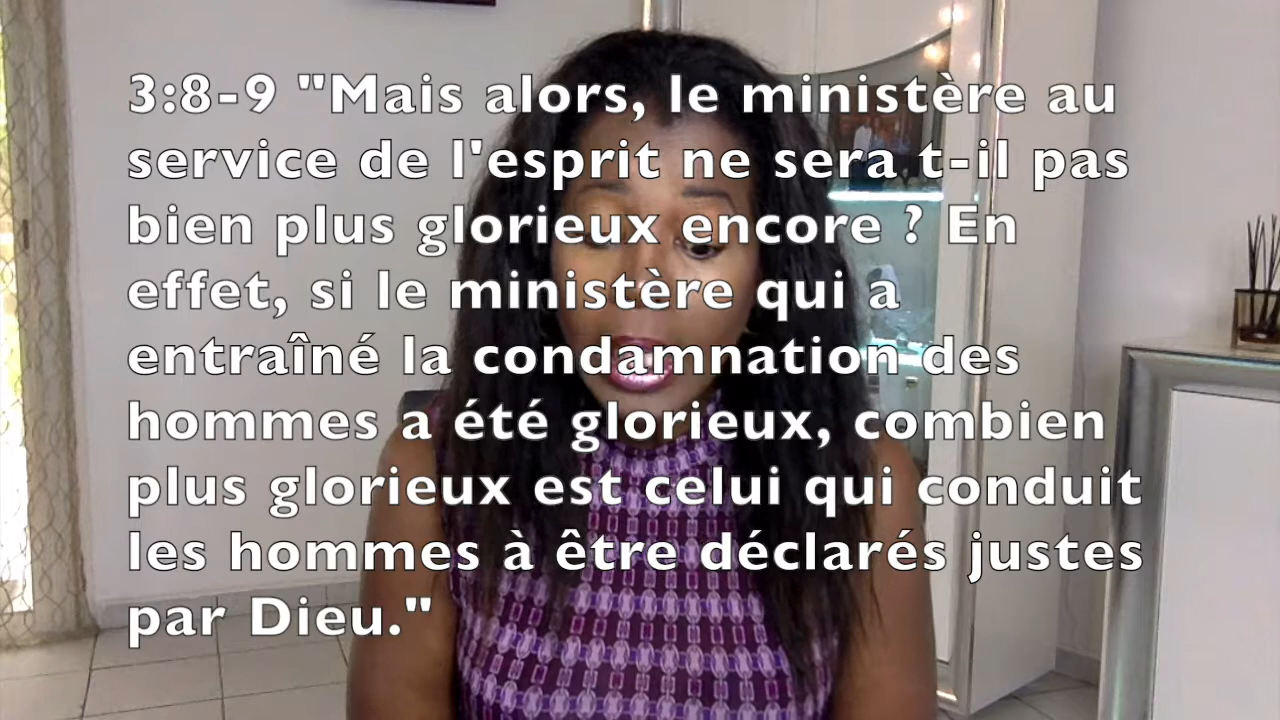 3:8-9 "Mais alors, le ministère au
service de l'esprit ne sera t-il pas
bien plus glorieux encore ? En
effet, si le ministère qui a
entraîné la condamnation des
hommes a été glorieux, combien
plus glorieux est celui qui conduit
les hommes à être déclarés justes
par Dieu."